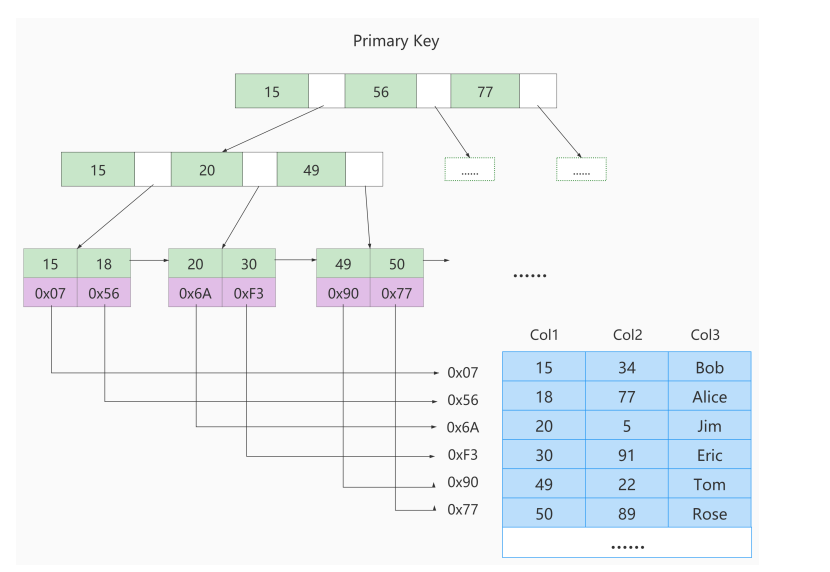 Primary Key
15 56 77
15 20 49
...... ......
15 18 20 30 49 50
0x07 0x56 0x6A 0xF3 0x90 0x77
......
Col1 Col2 Col3
0x07 15 34 Bob
0x56 18 77 Alice
0x6A 20 5 Jim
0xF3 30 91 Eric
0x90 49 22 Tom
0x77 50 89 Rose
......